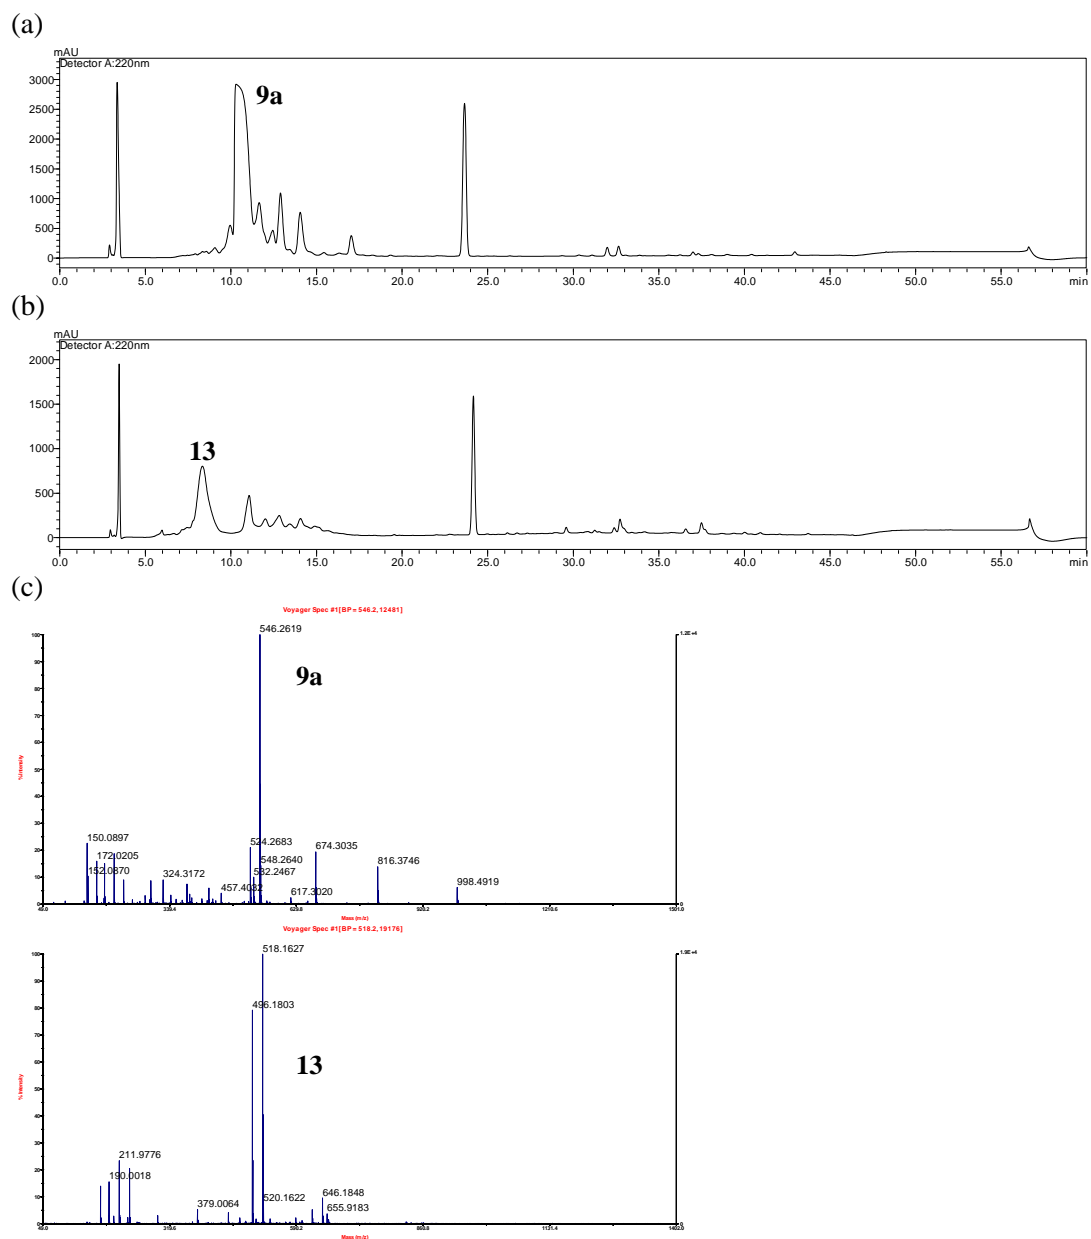 (a)
mAU
Detector A:220nm
3000
2500
2000
1500
1000
500
0
9a
0.0 5.0 10.0 15.0 20.0 25.0 30.0 35.0 40.0 45.0 50.0 55.0 min
(b)
mAU
Detector A:220nm
2000
1500
1000
500
0
13
0.0 5.0 10.0 15.0 20.0 25.0 30.0 35.0 40.0 45.0 50.0 55.0 min
(c)
Voyager Spec #1[BP = 546.2, 12481]
546.2619
9a
150.0897
172.0205
324.3172
457.4032
524.2683
548.2640
532.2467
617.3020
674.3035
816.3746
998.4919
% Intensity
Mass (m/z)
Voyager Spec #1[BP = 518.2, 19176]
518.1627
496.1803
13
211.9776
190.0018
379.0064
520.1622
646.1848
655.9183
% Intensity
Mass (m/z)